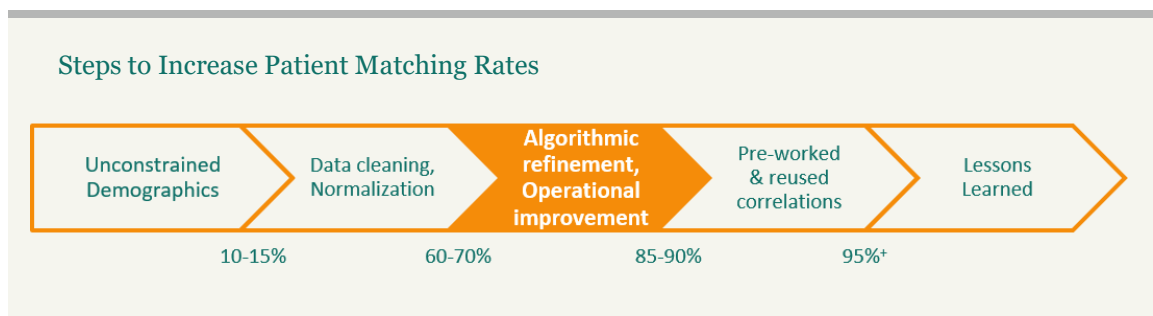 Steps to Increase Patient Matching Rates
Unconstrained
Demographics
Data cleaning,
Normalization
Algorithmic
refinement,
Operational
improvement
Pre-worked
& reused
correlations
Lessons
Learned
10-15%
60-70%
85-90%
95%+